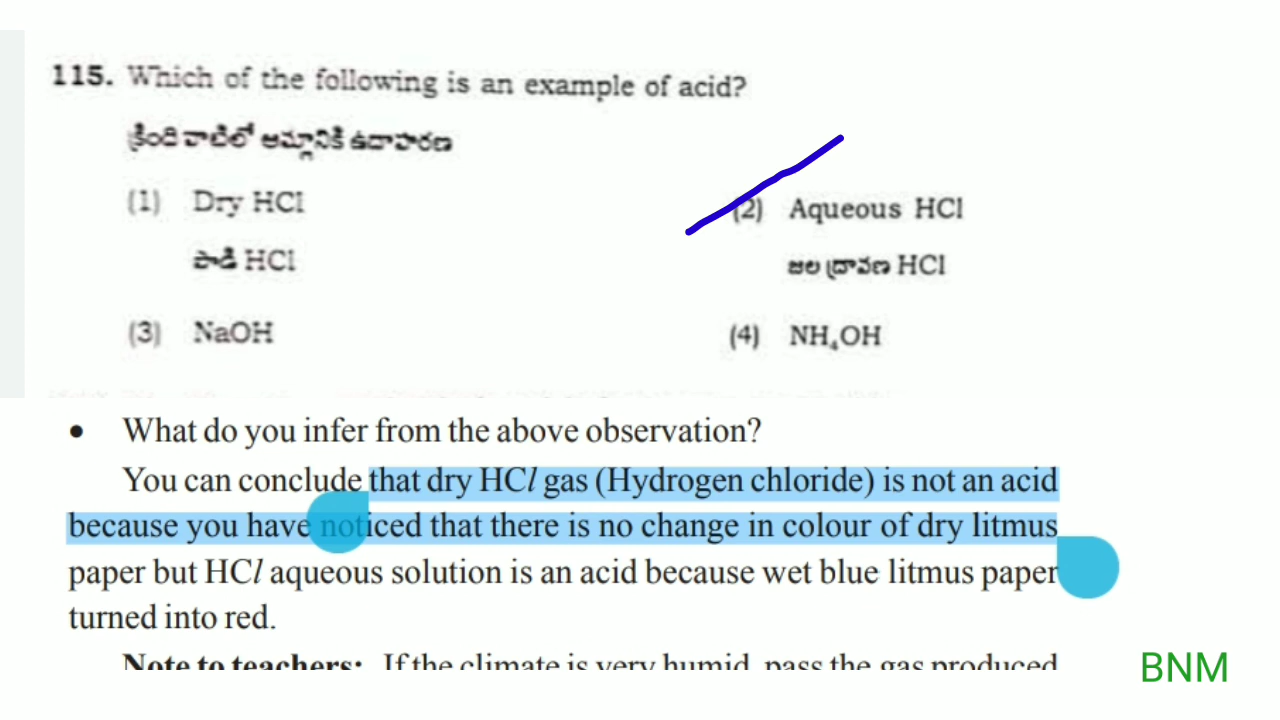 115. Which of the following is an example of acid?
క్రింది వాటిలో ఆమ్లానికి ఉదాహరణ
(1) Dry HCl
(2) Aqueous HCl
పొడి HCl
జల ద్రావణ HCl
(3) NaOH
(4) NH₄OH
• What do you infer from the above observation?
You can conclude that dry HCl gas (Hydrogen chloride) is not an acid
because you have noticed that there is no change in colour of dry litmus
paper but HCl aqueous solution is an acid because wet blue litmus paper
turned into red.
Note to teachers: If the climate is very humid, pass the gas produced
BNM